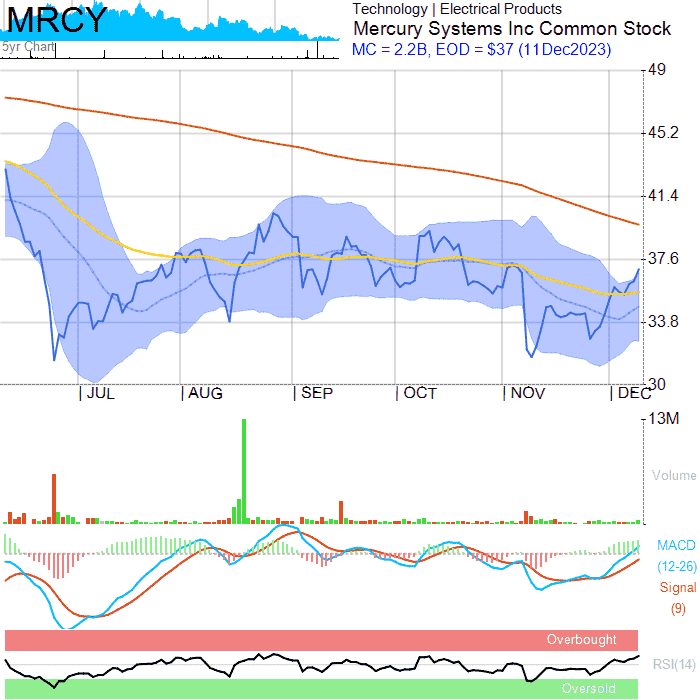 MRCY
5yr Chart
Technology | Electrical Products
Mercury Systems Inc Common Stock
MC = 2.2B, EOD = $37 (11Dec2023)
49
45.2
41.4
37.6
33.8
30
| JUL | AUG | SEP | OCT | NOV | DEC
13M
Volume
MACD
(12-26)
Signal
(9)
Overbought
RSI(14)
Oversold